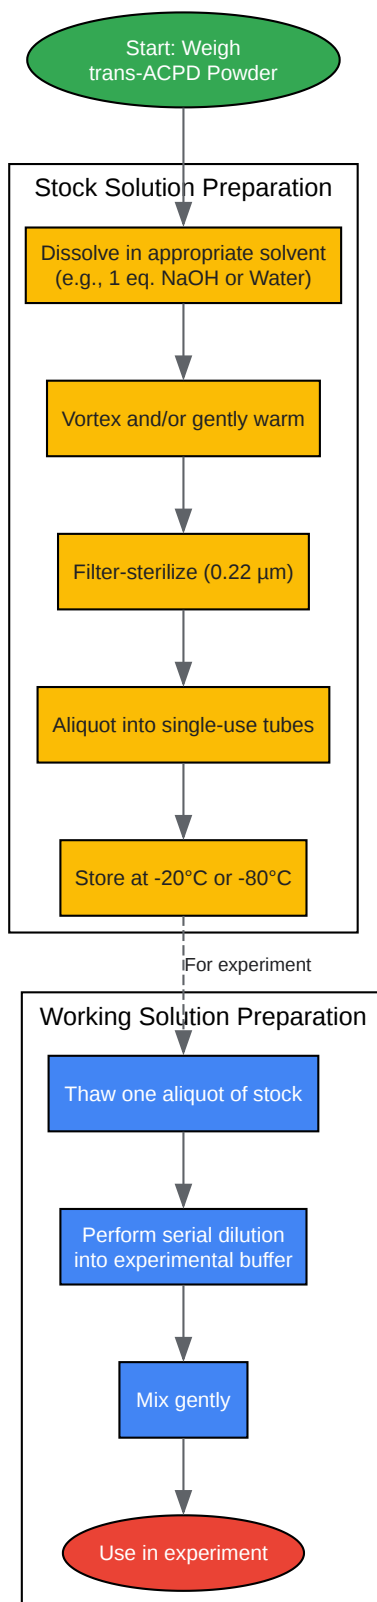 Start: Weigh
trans-ACPD Powder
Stock Solution Preparation
Dissolve in appropriate solvent
(e.g., 1 eq. NaOH or Water)
Vortex and/or gently warm
Filter-sterilize (0.22 µm)
Aliquot into single-use tubes
Store at -20°C or -80°C
For experiment
Working Solution Preparation
Thaw one aliquot of stock
Perform serial dilution
into experimental buffer
Mix gently
Use in experiment